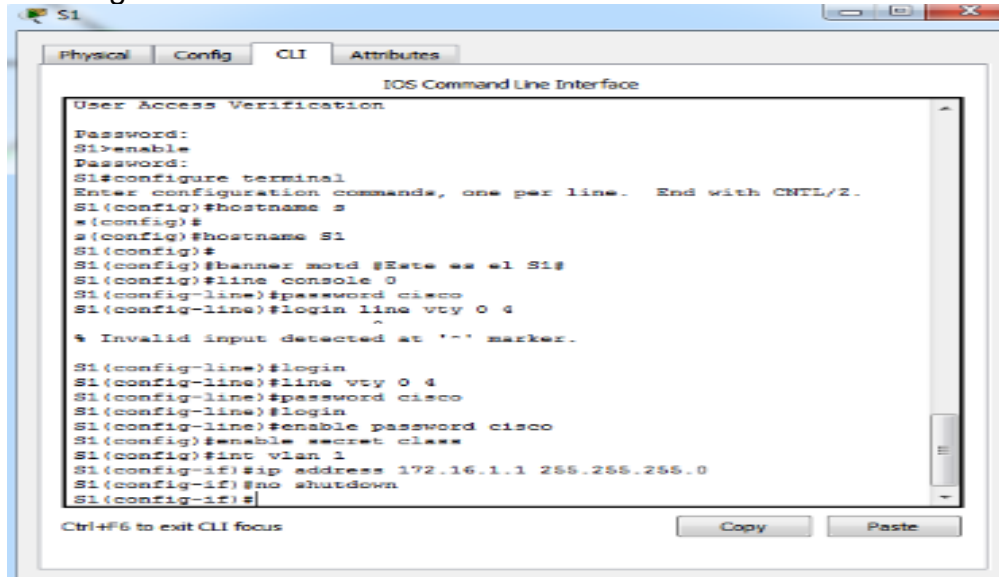 S1
Physical Config CLI Attributes
IOS Command Line Interface
User Access Verification
Password:
S1>enable
Password:
S1#configure terminal
Enter configuration commands, one per line. End with CNTL/Z.
S1(config)#hostname s
s(config)#
s(config)#hostname S1
S1(config)#
S1(config)#banner motd #Este es el S1#
S1(config)#line console 0
S1(config-line)#password cisco
S1(config-line)#login line vty 0 4
^
% Invalid input detected at '^' marker.
S1(config-line)#login
S1(config-line)#line vty 0 4
S1(config-line)#password cisco
S1(config-line)#login
S1(config-line)#enable password cisco
S1(config)#enable secret class
S1(config)#int vlan 1
S1(config-if)#ip address 172.16.1.1 255.255.255.0
S1(config-if)#no shutdown
S1(config-if)#
Ctrl+F6 to exit CLI focus Copy Paste